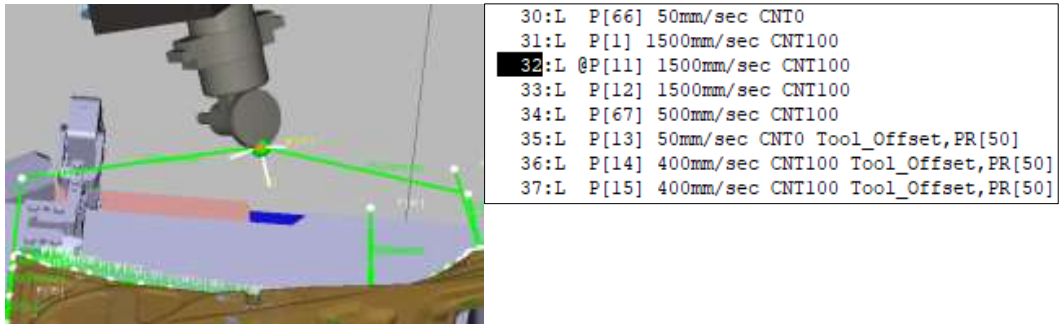 30:L P[66] 50mm/sec CNT0
31:L P[1] 1500mm/sec CNT100
32:L @P[11] 1500mm/sec CNT100
33:L P[12] 1500mm/sec CNT100
34:L P[67] 500mm/sec CNT100
35:L P[13] 50mm/sec CNT0 Tool_Offset,PR[50]
36:L P[14] 400mm/sec CNT100 Tool_Offset,PR[50]
37:L P[15] 400mm/sec CNT100 Tool_Offset,PR[50]